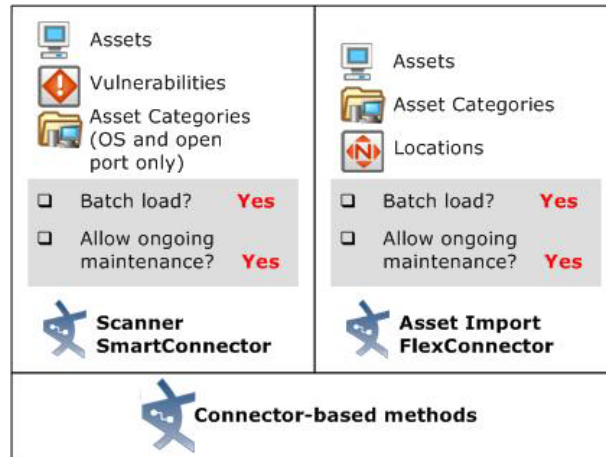 Assets
Vulnerabilities
Asset Categories
(OS and open
port only)
Batch load? Yes
Allow ongoing
maintenance? Yes
Scanner
SmartConnector
Assets
Asset Categories
N
Locations
Batch load? Yes
Allow ongoing
maintenance? Yes
Asset Import
FlexConnector
Connector-based methods